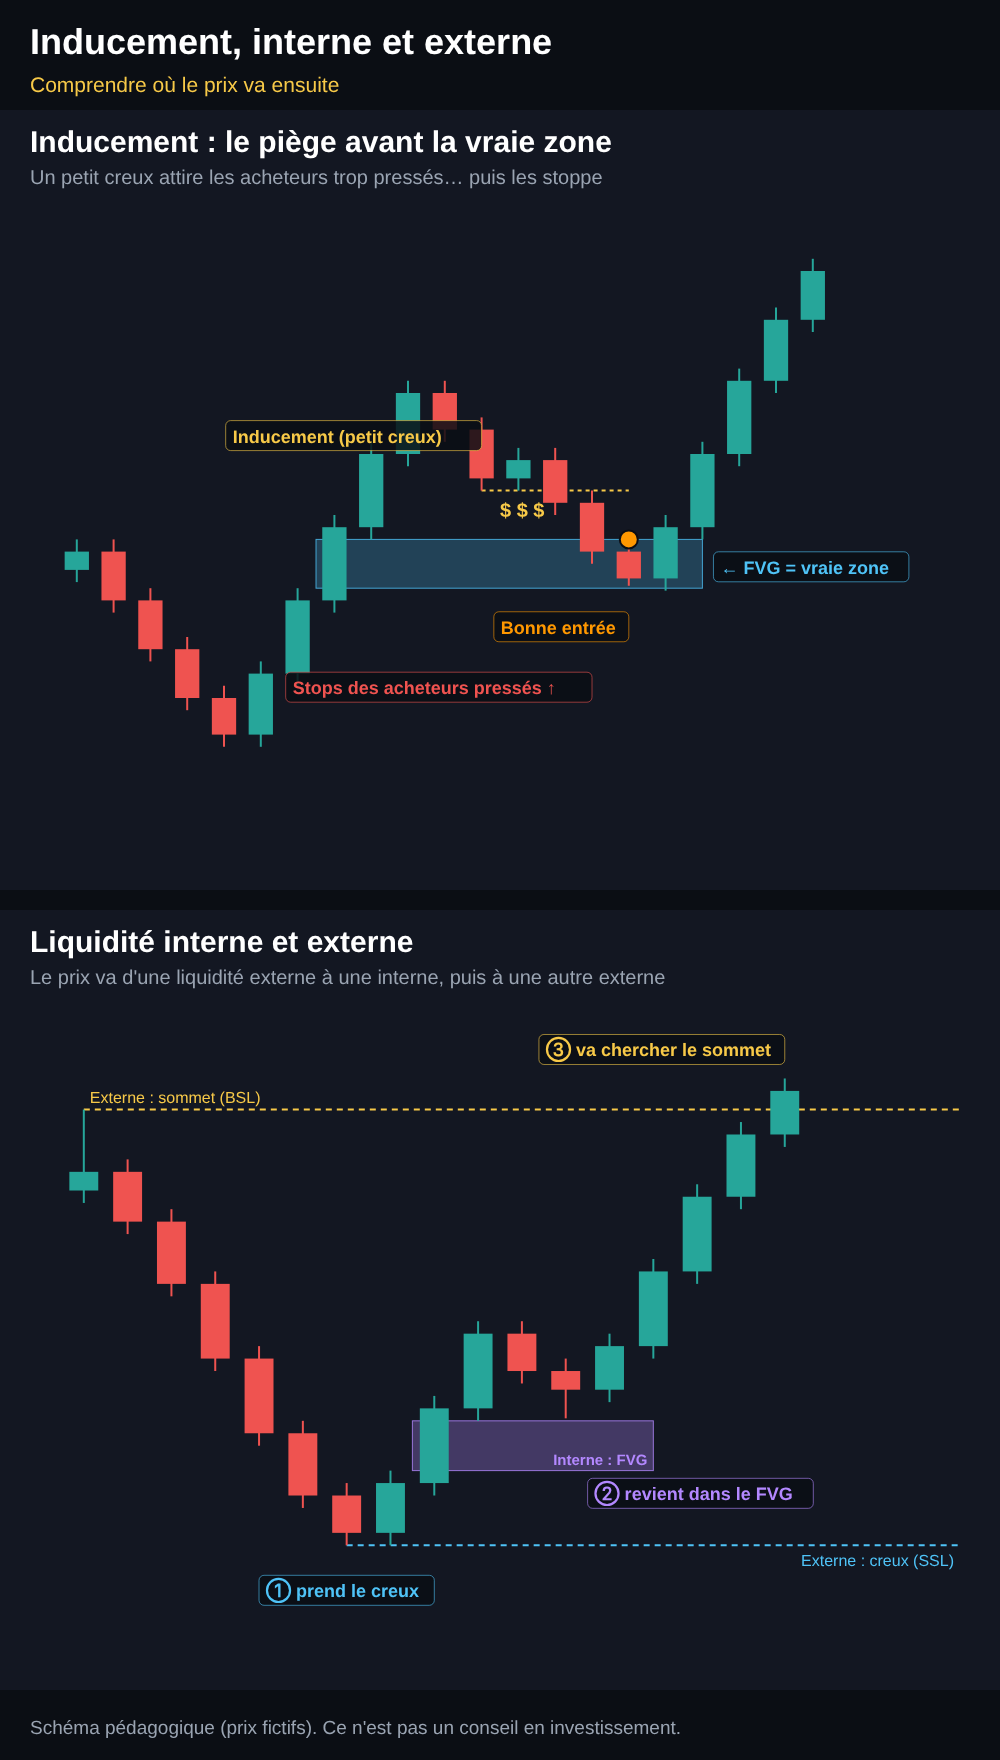 Inducement, interne et externe
Comprendre où le prix va ensuite
Inducement : le piège avant la vraie zone
Un petit creux attire les acheteurs trop pressés… puis les stoppe
Inducement (petit creux)
$ $ $
← FVG = vraie zone
Bonne entrée
Stops des acheteurs pressés ↑
Liquidité interne et externe
Le prix va d'une liquidité externe à une interne, puis à une autre externe
③ va chercher le sommet
Externe : sommet (BSL)
Interne : FVG
② revient dans le FVG
Externe : creux (SSL)
① prend le creux
Schéma pédagogique (prix fictifs). Ce n'est pas un conseil en investissement.